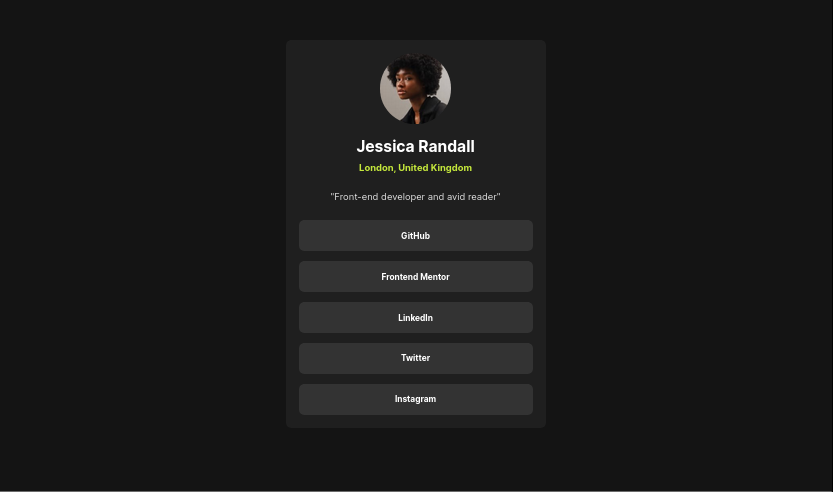 Jessica Randall
London, United Kingdom
"Front-end developer and avid reader"
GitHub
Frontend Mentor
LinkedIn
Twitter
Instagram